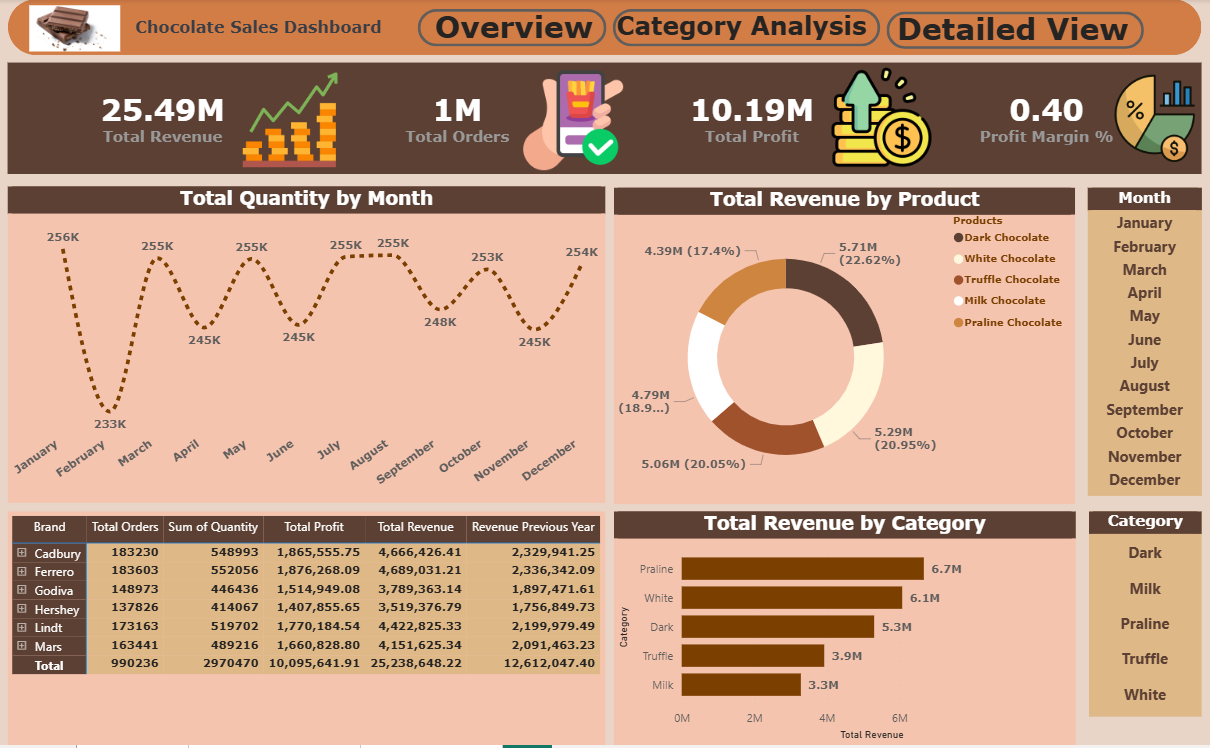 Chocolate Sales Dashboard
Overview
Category Analysis
Detailed View
25.49M
Total Revenue
1M
Total Orders
%
$
10.19M
Total Profit
$
0.40
Profit Margin %
Total Quantity by Month
256K
233K
255K
245K
255K
245K
255K
255K
248K
253K
245K
254K
January
February
March
April
May
June
July
August
September
October
November
December
Total Revenue by Product
Products
Dark Chocolate
White Chocolate
Truffle Chocolate
Milk Chocolate
Praline Chocolate
4.39M (17.4%)
5.71M
(22.62%)
4.79M
(18.9...)
5.29M
(20.95%)
5.06M (20.05%)
Month
January
February
March
April
May
June
July
August
September
October
November
December
Brand Total Orders Sum of Quantity Total Profit Total Revenue Revenue Previous Year
Cadbury 183230 548993 1,865,555.75 4,666,426.41 2,329,941.25
Ferrero 183603 552056 1,876,268.09 4,689,031.21 2,336,342.09
Godiva 148973 446436 1,514,949.08 3,789,363.14 1,897,471.61
Hershey 137826 414067 1,407,855.65 3,519,376.79 1,756,849.73
Lindt 173163 519702 1,770,184.54 4,422,825.33 2,199,979.49
Mars 163441 489216 1,660,828.80 4,151,625.34 2,091,463.23
Total 990236 2970470 10,095,641.91 25,238,648.22 12,612,047.40
Total Revenue by Category
Category
Praline 6.7M
White 6.1M
Dark 5.3M
Truffle 3.9M
Milk 3.3M
0M 2M 4M 6M
Total Revenue
Category
Dark
Milk
Praline
Truffle
White